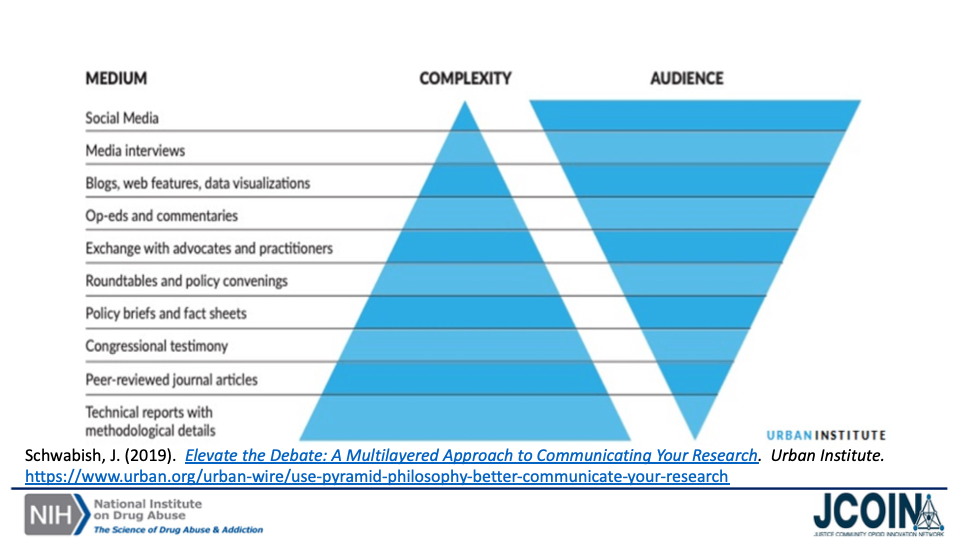 MEDIUM COMPLEXITY AUDIENCE
Social Media
Media interviews
Blogs, web features, data visualizations
Op-eds and commentaries
Exchange with advocates and practitioners
Roundtables and policy convenings
Policy briefs and fact sheets
Congressional testimony
Peer-reviewed journal articles
Technical reports with
methodological details
URBAN INSTITUTE
Schwabish, J. (2019). Elevate the Debate: A Multilayered Approach to Communicating Your Research. Urban Institute.
https://www.urban.org/urban-wire/use-pyramid-philosophy-better-communicate-your-research
NIH National Institute
on Drug Abuse
The Science of Drug Abuse & Addiction
JCOIN
JUSTICE COMMUNITY OPIOID INNOVATION NETWORK